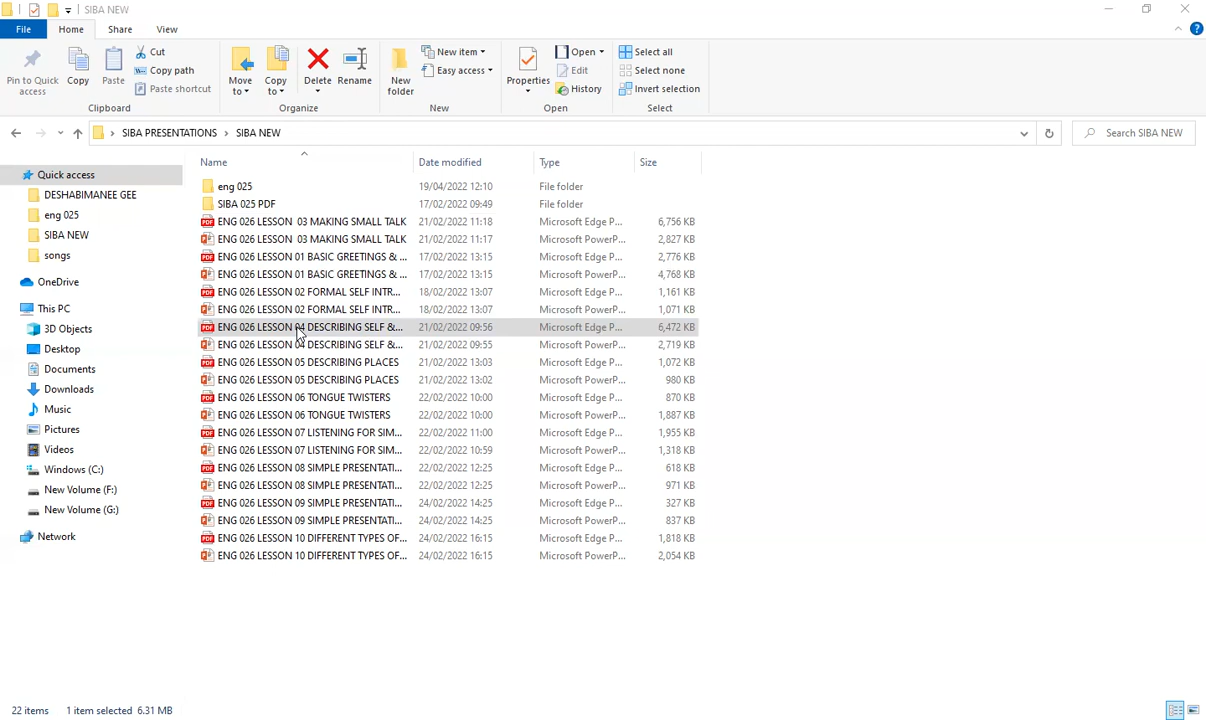 SIBA NEW
File Home Share View
Pin to Quick access
Copy
Paste
Cut
Copy path
Paste shortcut
Clipboard
Move to
Copy to
Delete
Rename
Organize
New folder
New item
Easy access
New
Properties
Open
Edit
History
Open
Select all
Select none
Invert selection
Select
SIBA PRESENTATIONS SIBA NEW
Search SIBA NEW
Quick access
DESHABIMANEE GEE
eng 025
SIBA NEW
songs
OneDrive
This PC
3D Objects
Desktop
Documents
Downloads
Music
Pictures
Videos
Windows (C:)
New Volume (F:)
New Volume (G:)
Network
Name Date modified Type Size
eng 025 19/04/2022 12:10 File folder
SIBA 025 PDF 17/02/2022 09:49 File folder
ENG 026 LESSON 03 MAKING SMALL TALK 21/02/2022 11:18 Microsoft Edge P... 6,756 KB
ENG 026 LESSON 03 MAKING SMALL TALK 21/02/2022 11:17 Microsoft PowerP... 2,827 KB
ENG 026 LESSON 01 BASIC GREETINGS & ... 17/02/2022 13:15 Microsoft Edge P... 2,776 KB
ENG 026 LESSON 01 BASIC GREETINGS & ... 17/02/2022 13:15 Microsoft PowerP... 4,768 KB
ENG 026 LESSON 02 FORMAL SELF INTR... 18/02/2022 13:07 Microsoft Edge P... 1,161 KB
ENG 026 LESSON 02 FORMAL SELF INTR... 18/02/2022 13:07 Microsoft PowerP... 1,071 KB
ENG 026 LESSON 04 DESCRIBING SELF &... 21/02/2022 09:56 Microsoft Edge P... 6,472 KB
ENG 026 LESSON 04 DESCRIBING SELF &... 21/02/2022 09:55 Microsoft PowerP... 2,719 KB
ENG 026 LESSON 05 DESCRIBING PLACES 21/02/2022 13:03 Microsoft Edge P... 1,072 KB
ENG 026 LESSON 05 DESCRIBING PLACES 21/02/2022 13:02 Microsoft PowerP... 980 KB
ENG 026 LESSON 06 TONGUE TWISTERS 22/02/2022 10:00 Microsoft Edge P... 870 KB
ENG 026 LESSON 06 TONGUE TWISTERS 22/02/2022 10:00 Microsoft PowerP... 1,887 KB
ENG 026 LESSON 07 LISTENING FOR SIM... 22/02/2022 11:00 Microsoft Edge P... 1,955 KB
ENG 026 LESSON 07 LISTENING FOR SIM... 22/02/2022 10:59 Microsoft PowerP... 1,318 KB
ENG 026 LESSON 08 SIMPLE PRESENTATI... 22/02/2022 12:25 Microsoft Edge P... 618 KB
ENG 026 LESSON 08 SIMPLE PRESENTATI... 22/02/2022 12:25 Microsoft PowerP... 971 KB
ENG 026 LESSON 09 SIMPLE PRESENTATI... 24/02/2022 14:25 Microsoft Edge P... 327 KB
ENG 026 LESSON 09 SIMPLE PRESENTATI... 24/02/2022 14:25 Microsoft PowerP... 837 KB
ENG 026 LESSON 10 DIFFERENT TYPES OF... 24/02/2022 16:15 Microsoft Edge P... 1,818 KB
ENG 026 LESSON 10 DIFFERENT TYPES OF... 24/02/2022 16:15 Microsoft PowerP... 2,054 KB
22 items 1 item selected 6.31 MB